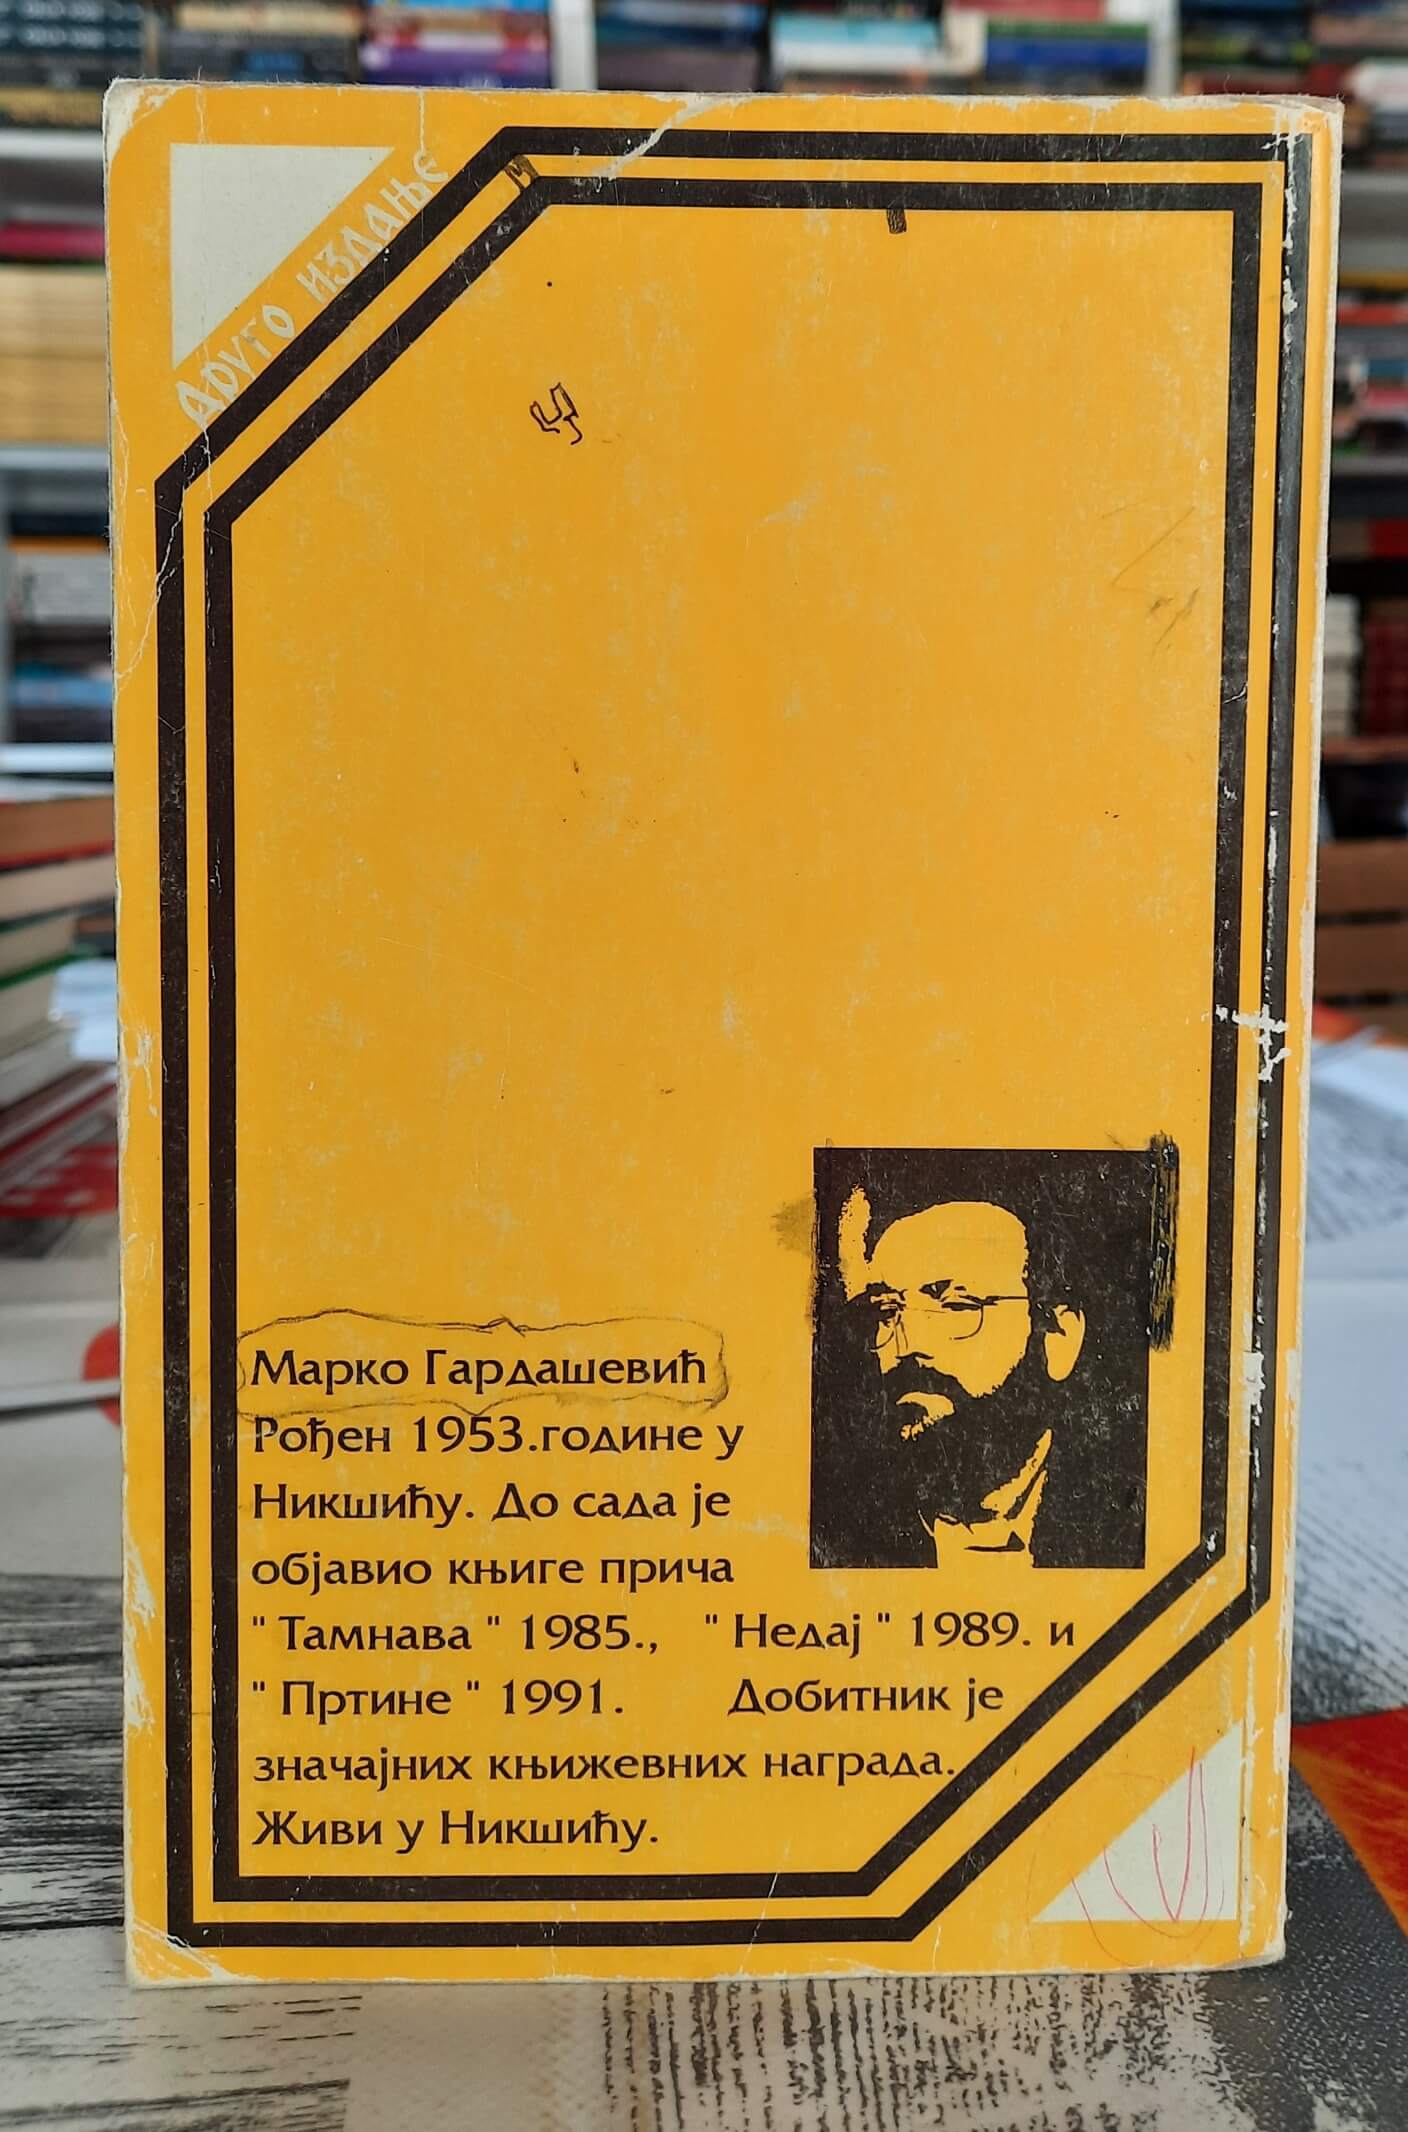 Друго издање
Марко Гардашевић
Рођен 1953.године у
Никшићу. До сада је
објавио књиге прича
" Тамнава " 1985., " Недај " 1989. и
" Пртине " 1991. Добитник је
значајних књижевних награда.
Живи у Никшићу.